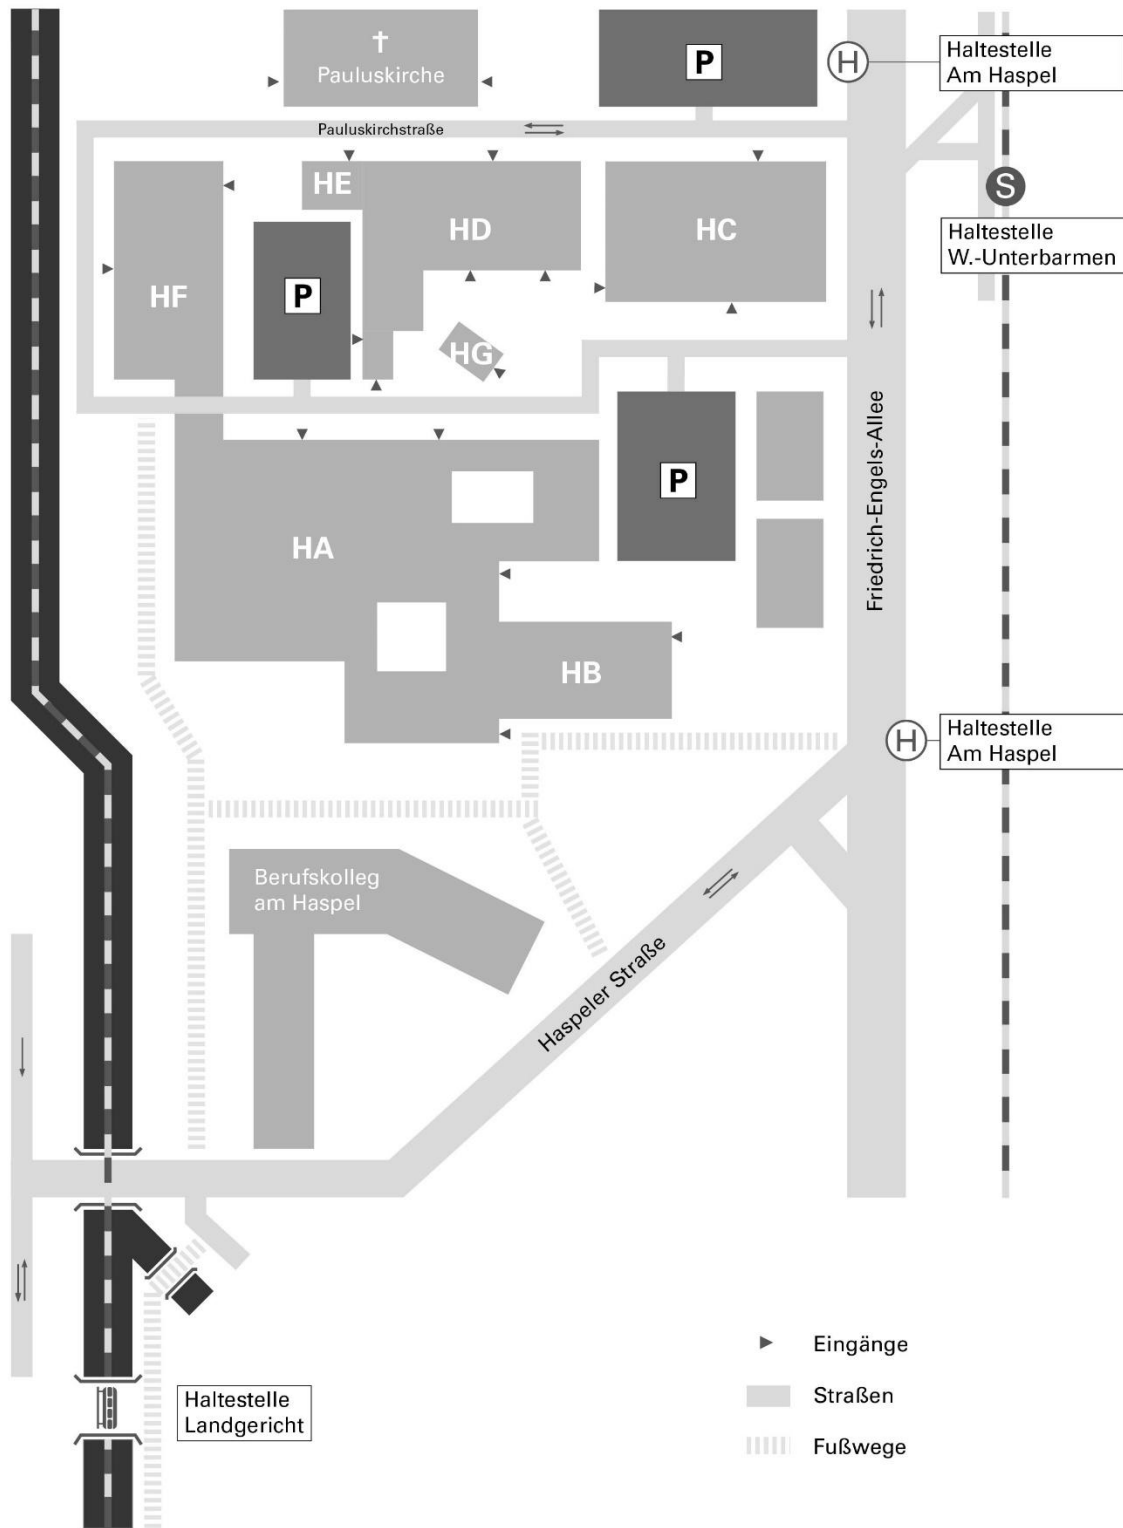 Pauluskirche
P
H
Haltestelle
Am Haspel
Pauluskirchstraße
HE
HD
HC
S
Haltestelle
W.-Unterbarmen
HF
P
HG
P
Friedrich-Engels-Allee
HA
HB
H
Haltestelle
Am Haspel
Berufskolleg
am Haspel
Haspeler Straße
Eingänge
Haltestelle
Landgericht
Straßen
Fußwege